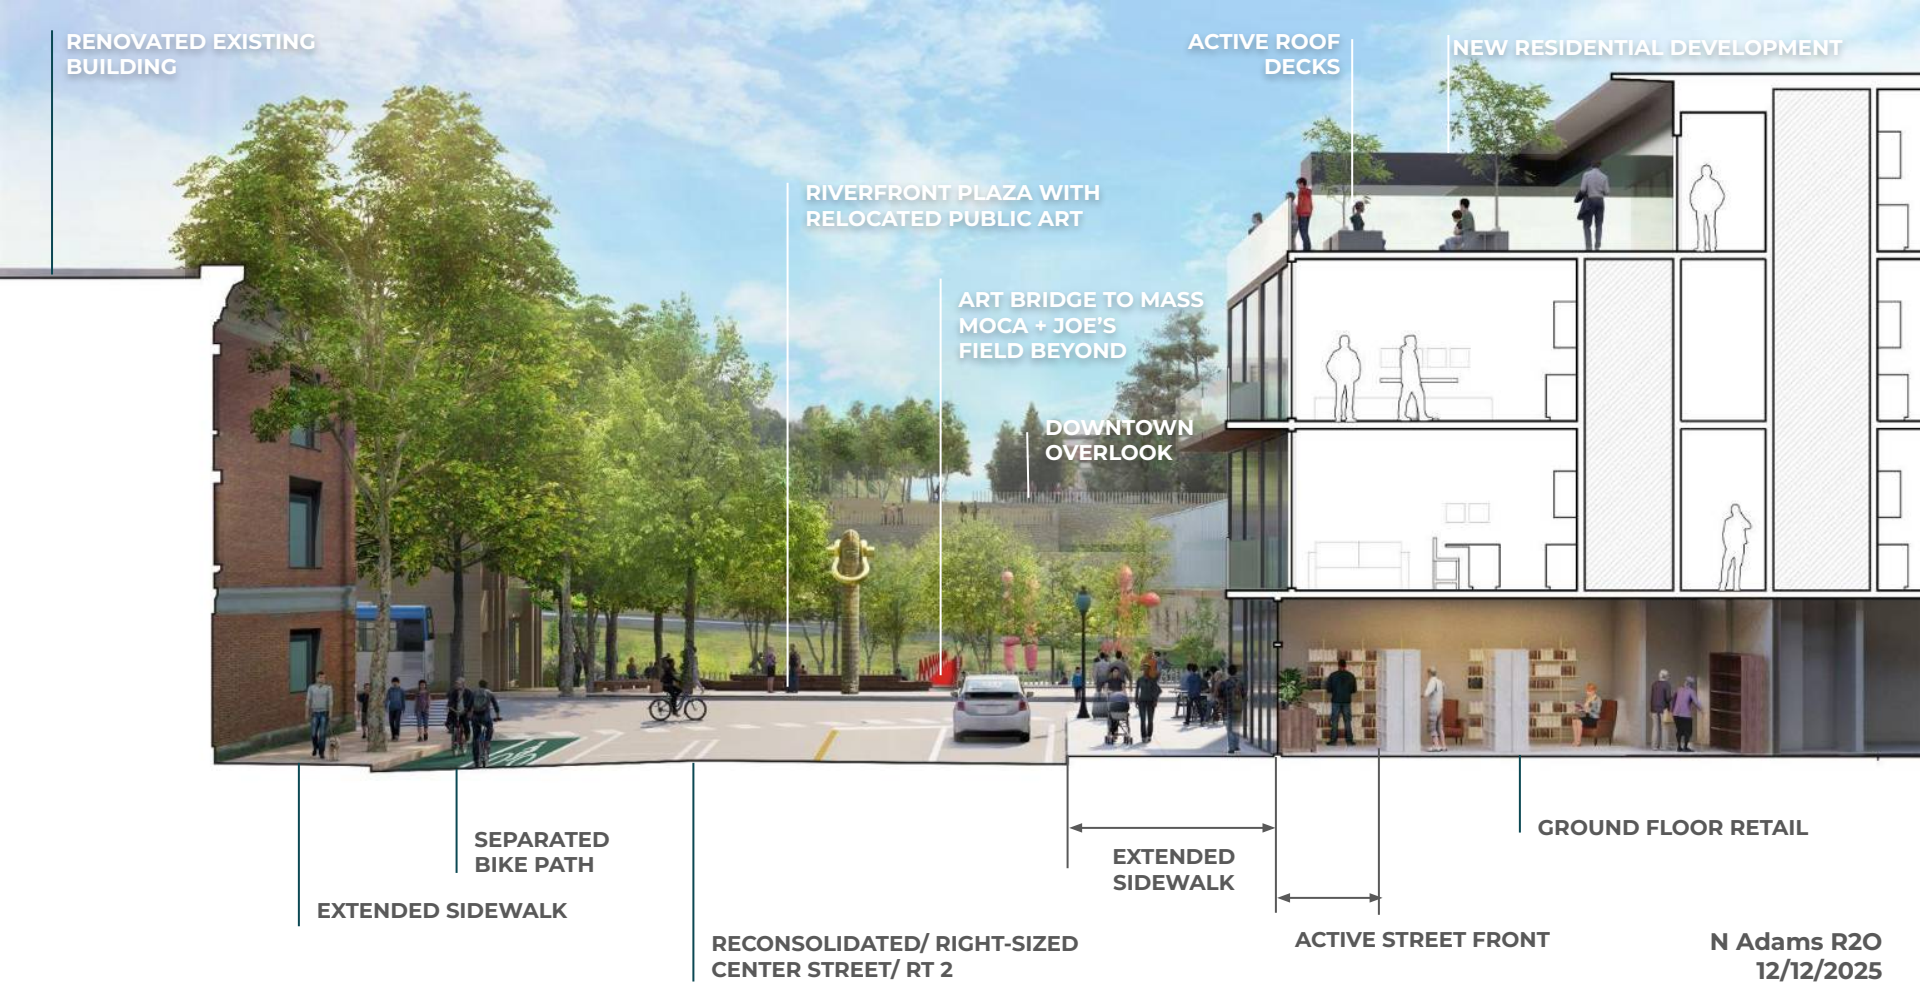 RENOVATED EXISTING
BUILDING
ACTIVE ROOF
DECKS
NEW RESIDENTIAL DEVELOPMENT
RIVERFRONT PLAZA WITH
RELOCATED PUBLIC ART
ART BRIDGE TO MASS
MOCA + JOE'S
FIELD BEYOND
DOWNTOWN
OVERLOOK
SEPARATED
BIKE PATH
EXTENDED SIDEWALK
RECONSOLIDATED/ RIGHT-SIZED
CENTER STREET/ RT 2
EXTENDED
SIDEWALK
ACTIVE STREET FRONT
GROUND FLOOR RETAIL
N Adams R2O
12/12/2025